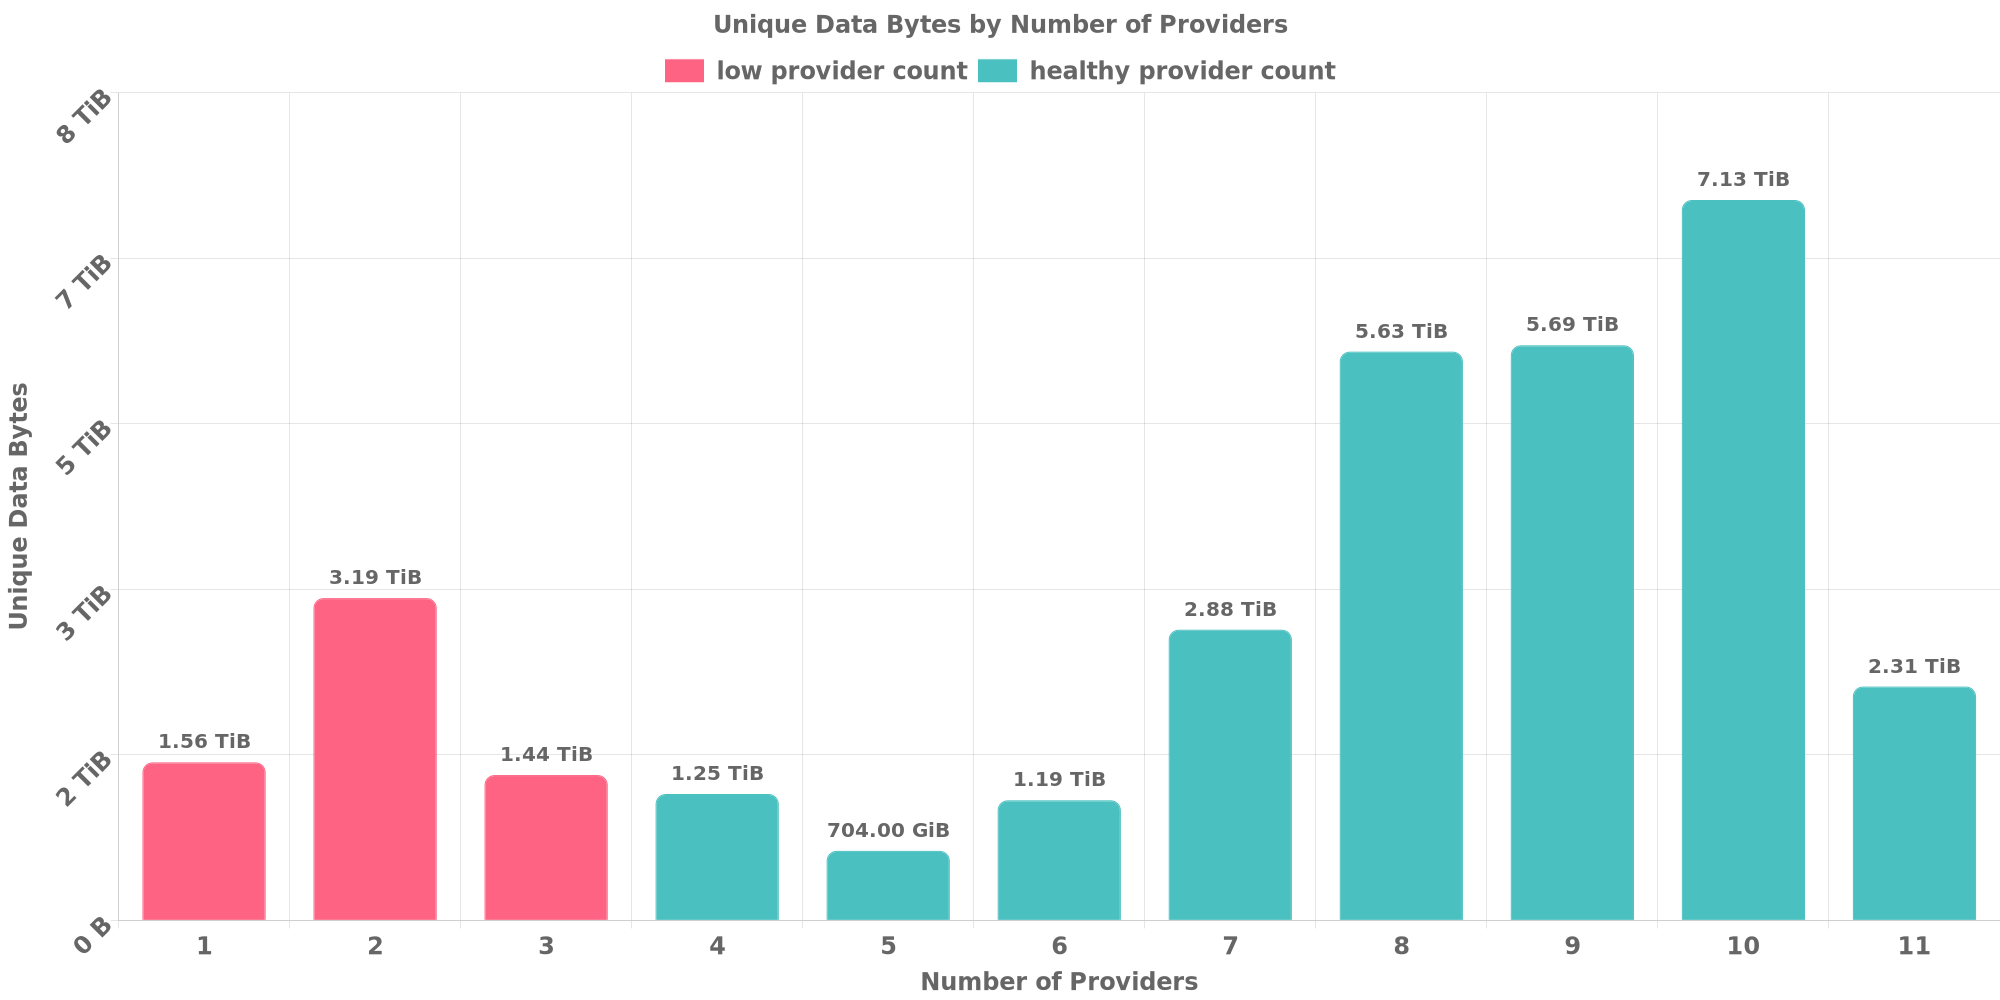 Unique Data Bytes by Number of Providers
low provider count healthy provider count
8 TiB
7 TiB
5 TiB
3 TiB
2 TiB
0 B
Unique Data Bytes
1.56 TiB
3.19 TiB
1.44 TiB
1.25 TiB
704.00 GiB
1.19 TiB
2.88 TiB
5.63 TiB
5.69 TiB
7.13 TiB
2.31 TiB
1 2 3 4 5 6 7 8 9 10 11
Number of Providers